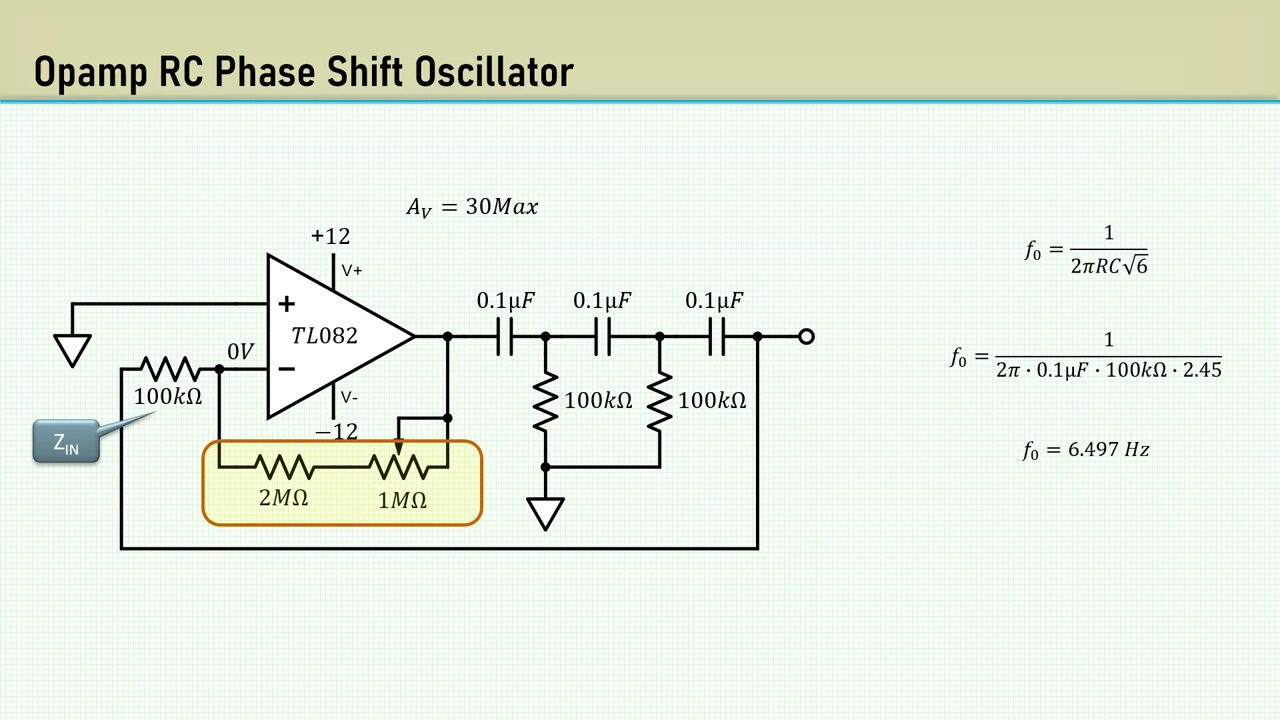 Opamp RC Phase Shift Oscillator
A_V = 30Max
+12
V+
0.1μF
0.1μF
0.1μF
+
TL082
0V
−
100kΩ
V-
−12
100kΩ
100kΩ
Z_IN
2MΩ
1MΩ
f_0 = 1 / 2πRC√6
f_0 = 1 / 2π · 0.1μF · 100kΩ · 2.45
f_0 = 6.497 Hz